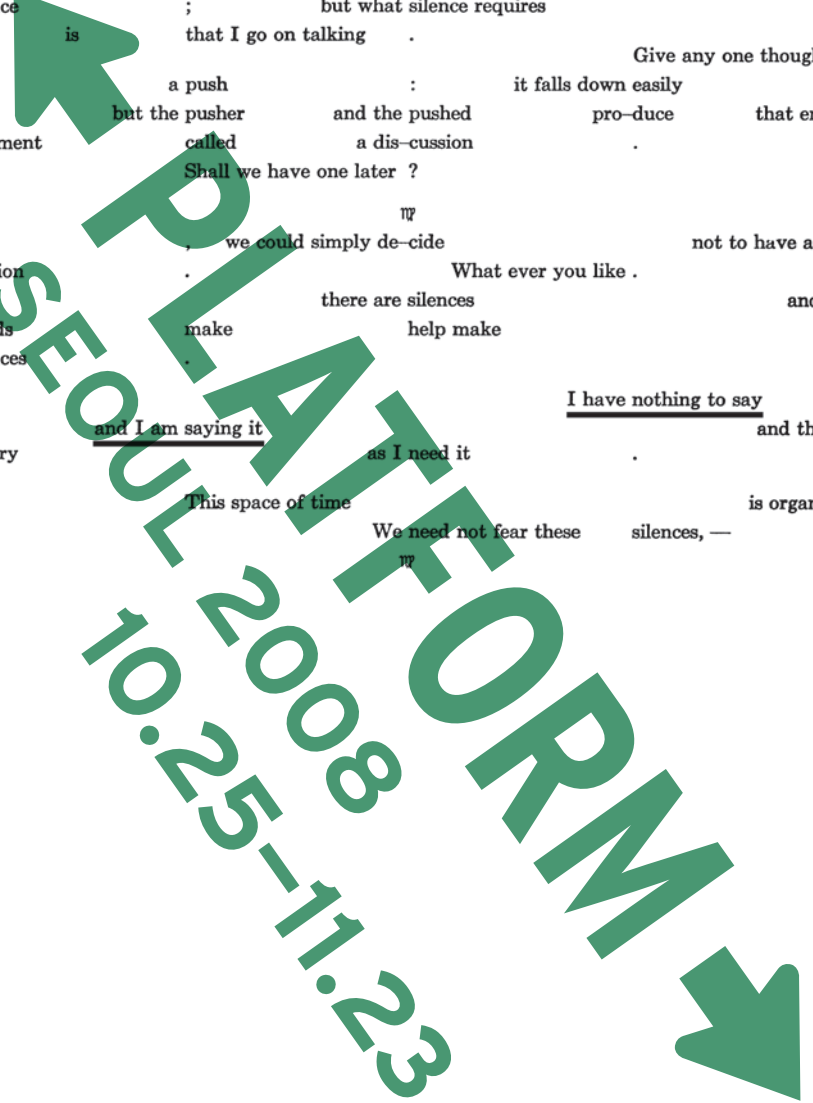 ce ; but what silence requires
is that I go on talking .
Give any one though
a push : it falls down easily
but the pusher and the pushed pro–duce that en
ment called a dis–cussion .
Shall we have one later ?
, we could simply de–cide not to have a
ion . What ever you like .
there are silences and
ds make help make
ces .
I have nothing to say
and I am saying it and th
ry as I need it .
This space of time is organ
We need not fear these silences, —
PLATFORM
SEOUL 2008
10.25–11.23